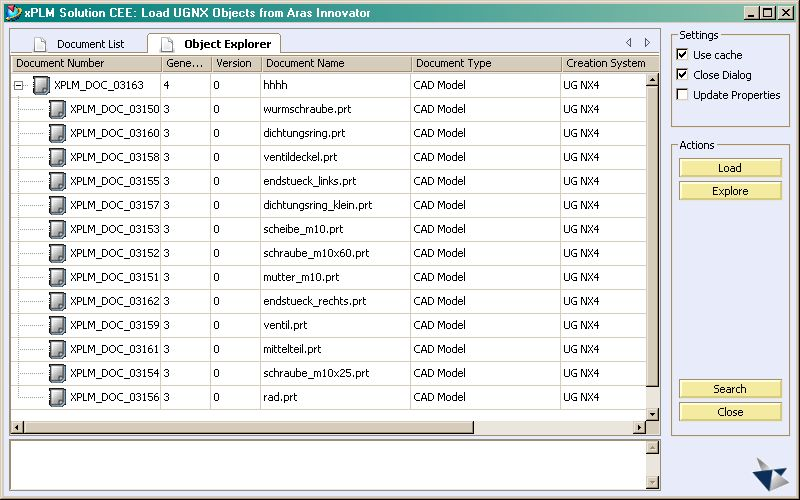 xPLM Solution CEE: Load UGNX Objects from Aras Innovator
Document List Object Explorer
Document Number Gene... Version Document Name Document Type Creation System
XPLM_DOC_03163 4 0 hhhh CAD Model UG NX4
XPLM_DOC_03150 3 0 wurmschraube.prt CAD Model UG NX4
XPLM_DOC_03160 3 0 dichtungsring.prt CAD Model UG NX4
XPLM_DOC_03158 3 0 ventildeckel.prt CAD Model UG NX4
XPLM_DOC_03155 3 0 endstueck_links.prt CAD Model UG NX4
XPLM_DOC_03157 3 0 dichtungsring_klein.prt CAD Model UG NX4
XPLM_DOC_03153 3 0 scheibe_m10.prt CAD Model UG NX4
XPLM_DOC_03152 3 0 schraube_m10x60.prt CAD Model UG NX4
XPLM_DOC_03151 3 0 mutter_m10.prt CAD Model UG NX4
XPLM_DOC_03162 3 0 endstueck_rechts.prt CAD Model UG NX4
XPLM_DOC_03159 3 0 ventil.prt CAD Model UG NX4
XPLM_DOC_03161 3 0 mittelteil.prt CAD Model UG NX4
XPLM_DOC_03154 3 0 schraube_m10x25.prt CAD Model UG NX4
XPLM_DOC_03156 3 0 rad.prt CAD Model UG NX4
Settings
Use cache
Close Dialog
Update Properties
Actions
Load
Explore
Search
Close